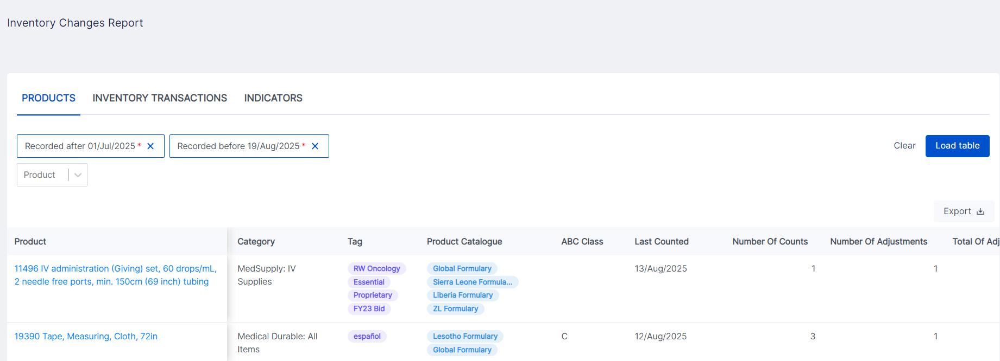 Inventory Changes Report
PRODUCTS INVENTORY TRANSACTIONS INDICATORS
Recorded after 01/Jul/2025 * Recorded before 19/Aug/2025 * Clear Load table
Product
Export
Product Category Tag Product Catalogue ABC Class Last Counted Number Of Counts Number Of Adjustments Total Of Adj
11496 IV administration (Giving) set, 60 drops/mL, MedSupply: IV RW Oncology Global Formulary 13/Aug/2025 1 1
2 needle free ports, min. 150cm (69 inch) tubing Supplies Essential Sierra Leone Formula...
Proprietary Liberia Formulary
FY23 Bid ZL Formulary
19390 Tape, Measuring, Cloth, 72in Medical Durable: All español Lesotho Formulary C 12/Aug/2025 3 1
Items Global Formulary